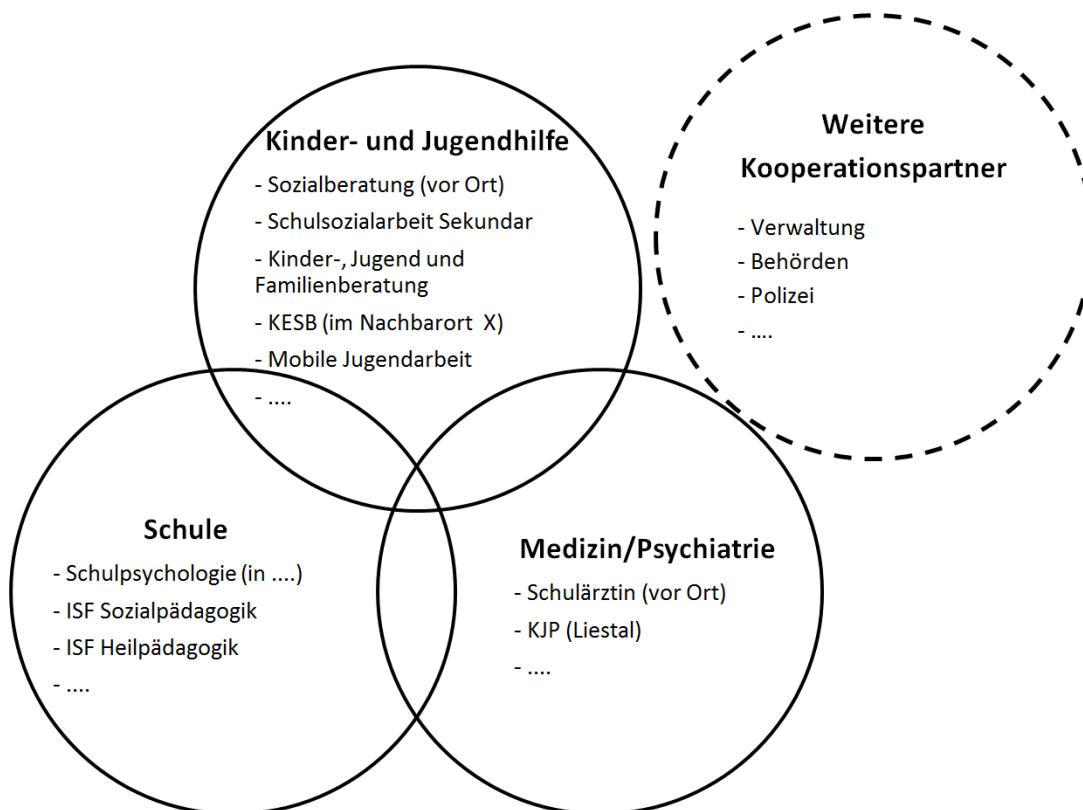 Kinder- und Jugendhilfe
- Sozialberatung (vor Ort)
- Schulsozialarbeit Sekundar
- Kinder-, Jugend und
Familienberatung
- KESB (im Nachbarort X)
- Mobile Jugendarbeit
- ....
Weitere
Kooperationspartner
- Verwaltung
- Behörden
- Polizei
- ....
Schule
- Schulpsychologie (in ....)
- ISF Sozialpädagogik
- ISF Heilpädagogik
- ....
Medizin/Psychiatrie
- Schulärztin (vor Ort)
- KJP (Liestal)
- ....